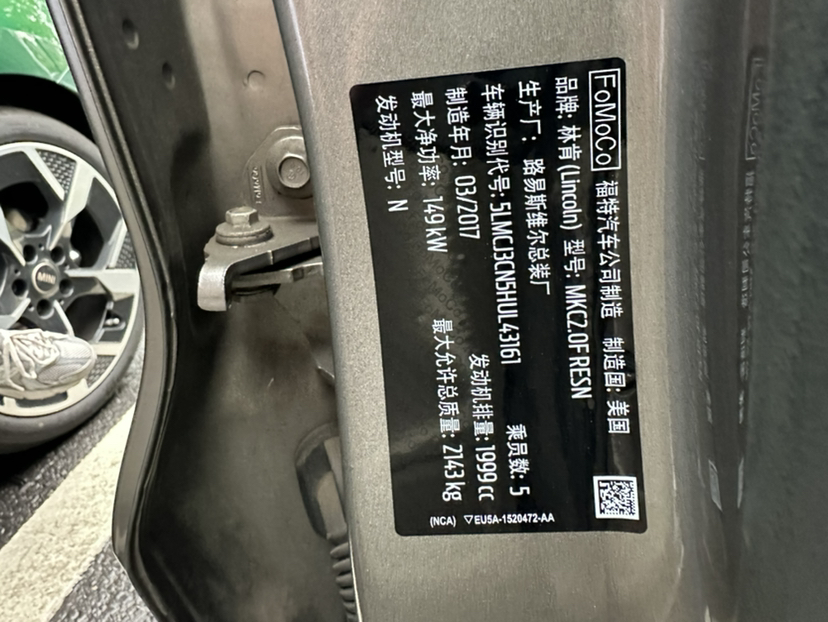 FoMoCo 福特汽车公司制造 制造国: 美国
品牌: 林肯(Lincoln) 型号: MKC2.0FRESN
生产厂: 路易斯维尔总装厂 乘员数: 5
车辆识别代号:5LMCJ3CN5HUL43161
制造年月: 03/2017 发动机排量: 1999 cc
最大净功率: 149 kW 最大允许总质量: 2143 kg
发动机型号: N
(NCA) ▽EU5A-1520472-AA
MINI